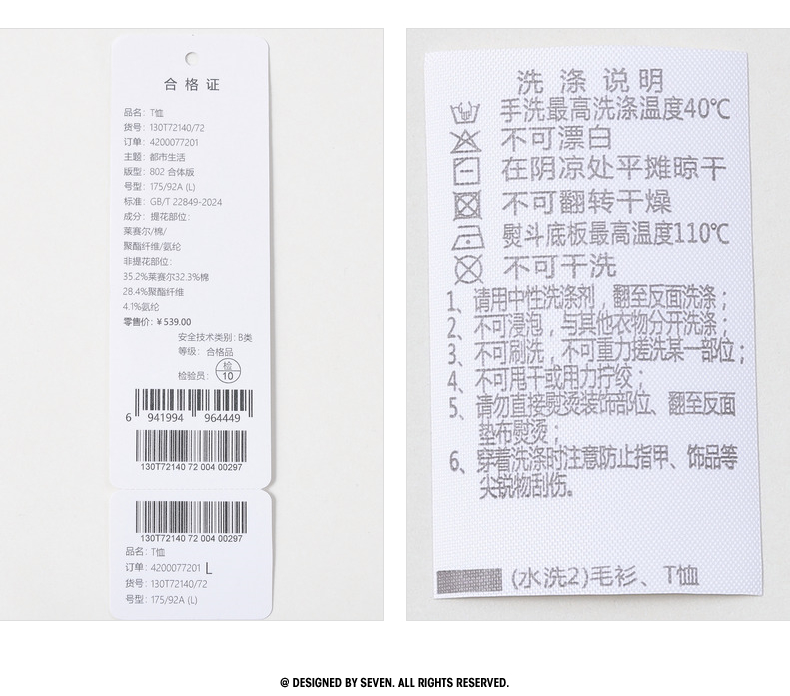 合格证
品名：T恤
货号：130T72140/72
订单：4200077201
主题：都市生活
版型：802 合体版
号型：175/92A (L)
标准：GB/T 22849-2024
成分：提花部位：
莱赛尔/棉/
聚酯纤维/氨纶
非提花部位：
35.2%莱赛尔32.3%棉
28.4%聚酯纤维
4.1%氨纶
零售价：￥539.00
安全技术类别：B类
等级：合格品
检验员：检 10
6 941994 964449
130T72140 72 004 00297
130T72140 72 004 00297
品名：T恤
订单：4200077201 L
货号：130T72140/72
号型：175/92A (L)
洗涤说明
手洗最高洗涤温度40℃
不可漂白
在阴凉处平摊晾干
不可翻转干燥
熨斗底板最高温度110℃
不可干洗
1、请用中性洗涤剂，翻至反面洗涤；
2、不可浸泡，与其他衣物分开洗涤；
3、不可刷洗，不可重力搓洗某一部位；
4、不可甩干或用力拧绞；
5、请勿直接熨烫装饰部位、翻至反面
垫布熨烫；
6、穿着洗涤时注意防止指甲、饰品等
尖锐物刮伤。
(水洗2)毛衫、T恤
@ DESIGNED BY SEVEN. ALL RIGHTS RESERVED.